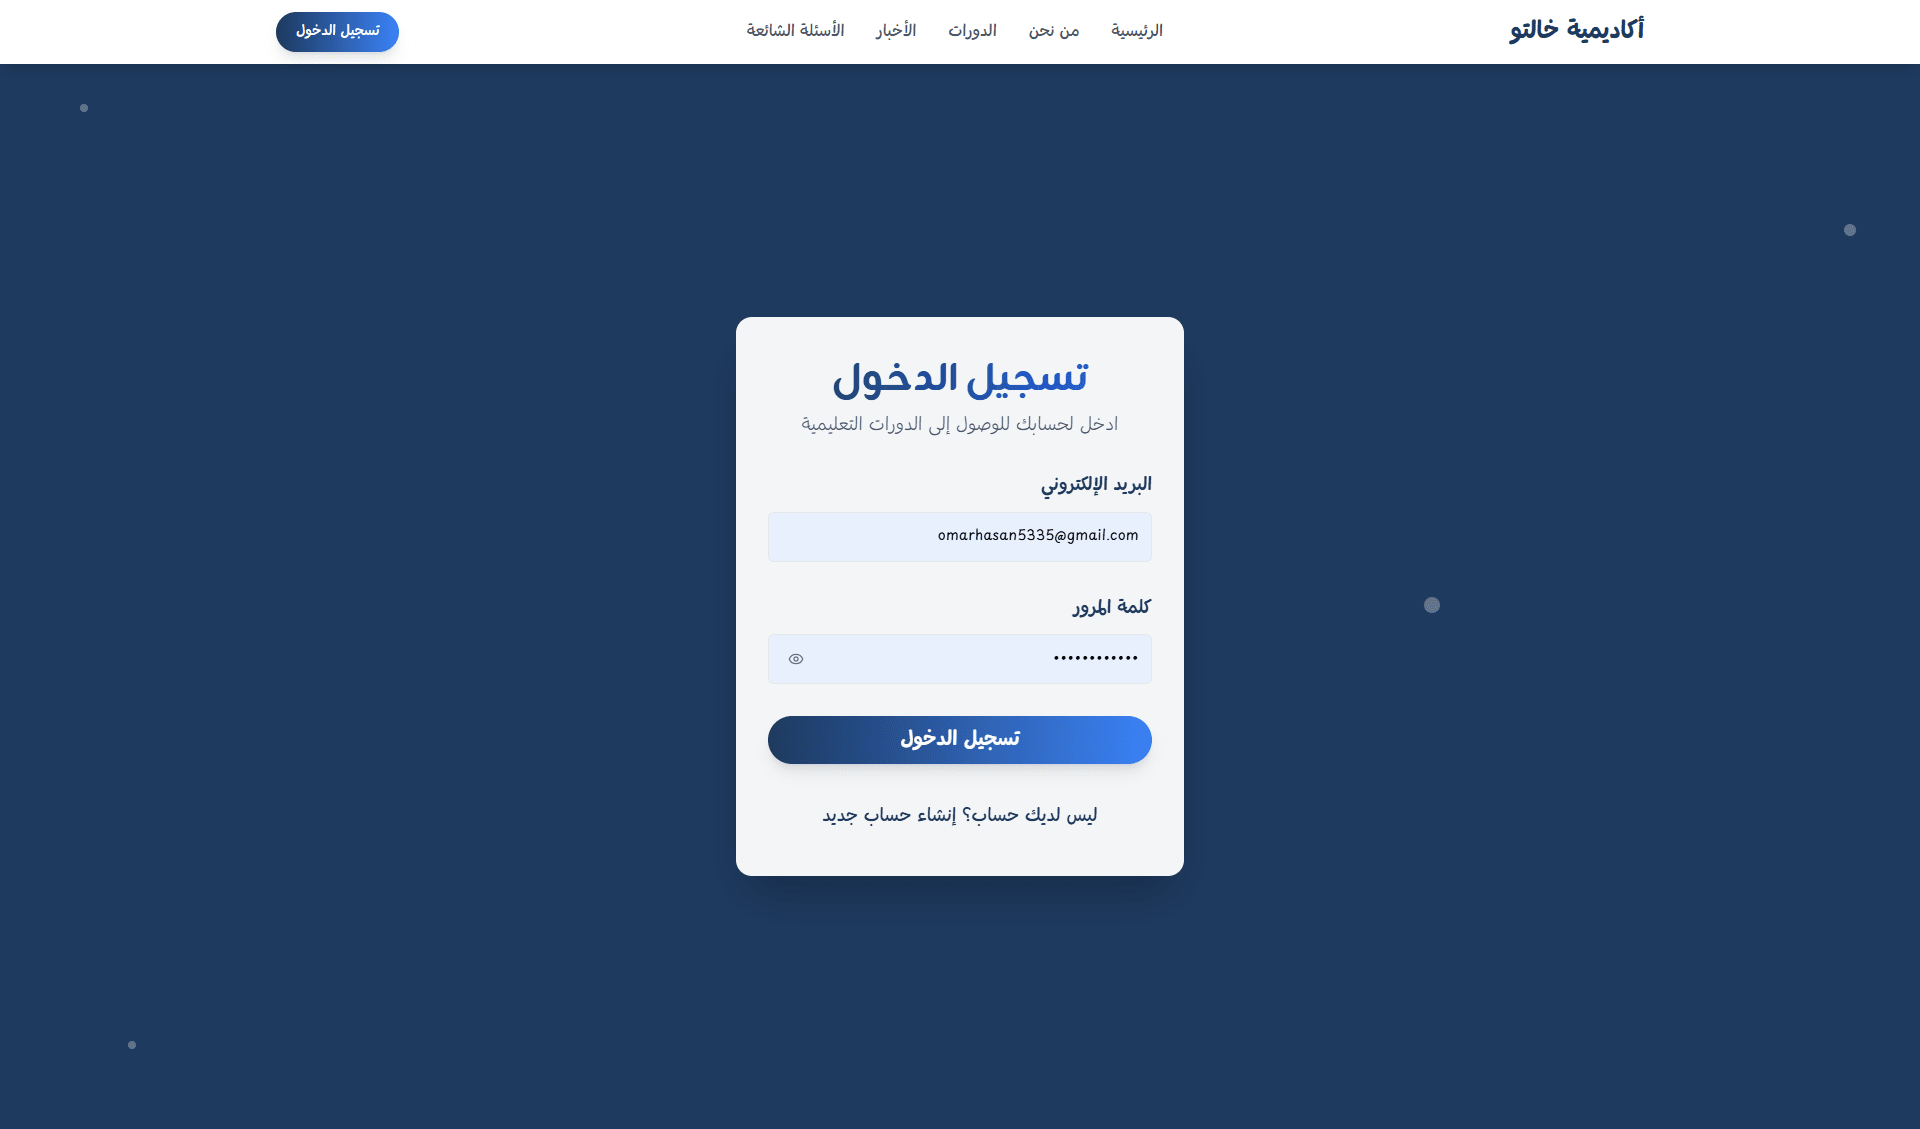 أكاديمية خالتو
الرئيسية
من نحن
الدورات
الأخبار
الأسئلة الشائعة
تسجيل الدخول
تسجيل الدخول
ادخل لحسابك للوصول إلى الدورات التعليمية
البريد الإلكتروني
omarhasan5335@gmail.com
كلمة المرور
••••••••••••
تسجيل الدخول
ليس لديك حساب؟ إنشاء حساب جديد